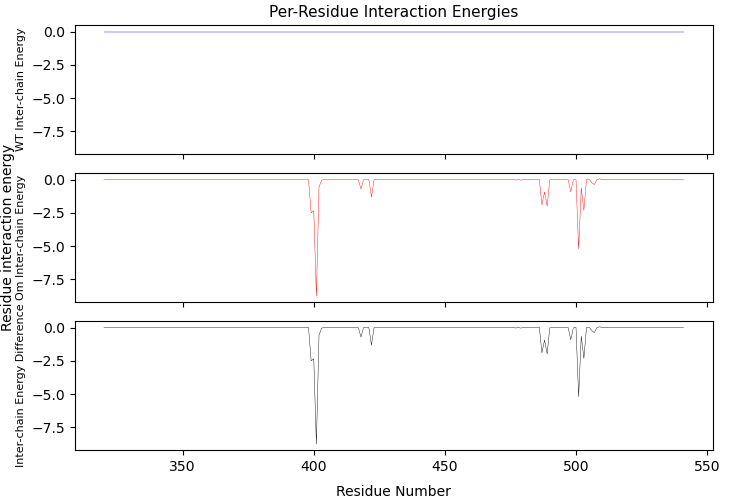 Per-Residue Interaction Energies
Residue interaction energy
WT Inter-chain Energy
0.0
−2.5
−5.0
−7.5
Om Inter-chain Energy
0.0
−2.5
−5.0
−7.5
Inter-chain Energy Difference
0.0
−2.5
−5.0
−7.5
350
400
450
500
550
Residue Number